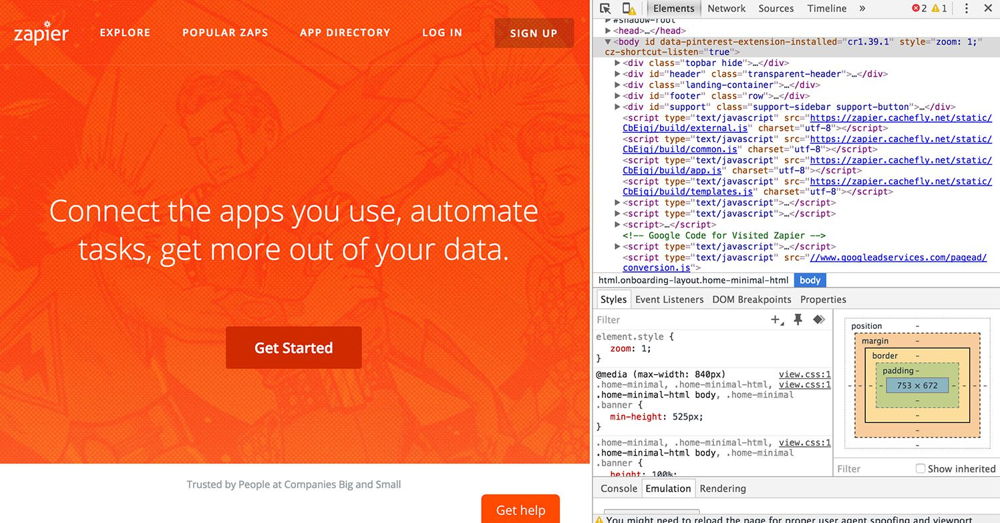 zapier
EXPLORE
POPULAR ZAPS
APP DIRECTORY
LOG IN
SIGN UP
Connect the apps you use, automate
tasks, get more out of your data.
Get Started
Trusted by People at Companies Big and Small
Get help
Elements Network Sources Timeline » 2 1
#shadow-root
<head>…</head>
<body id data-pinterest-extension-installed="cr1.39.1" style="zoom: 1;"
cz-shortcut-listen="true">
<div class="topbar hide">…</div>
<div id="header" class="transparent-header">…</div>
<div class="landing-container">…</div>
<div id="footer" class="row">…</div>
<div id="support" class="support-sidebar support-button">…</div>
<script type="text/javascript" src="https://zapier.cachefly.net/static/
CbEjqj/build/external.js" charset="utf-8"></script>
<script type="text/javascript" src="https://zapier.cachefly.net/static/
CbEjqj/build/common.js" charset="utf-8"></script>
<script type="text/javascript" src="https://zapier.cachefly.net/static/
CbEjqj/build/app.js" charset="utf-8"></script>
<script type="text/javascript" src="https://zapier.cachefly.net/static/
CbEjqj/build/templates.js" charset="utf-8"></script>
<script type="text/javascript">…</script>
<script type="text/javascript">…</script>
<script>…</script>
<!-- Google Code for Visited Zapier -->
<script type="text/javascript">…</script>
<script type="text/javascript" src="//www.googleadservices.com/pagead/
conversion.js">
html.onboarding-layout.home-minimal-html body
Styles Event Listeners DOM Breakpoints Properties
Filter
element.style {
zoom: 1;
}
@media (max-width: 840px) view.css:1
.home-minimal, .home-minimal-html, view.css:1
.home-minimal-html body, .home-minimal
.banner {
min-height: 525px;
}
.home-minimal, .home-minimal-html, view.css:1
.home-minimal-html body, .home-minimal
.banner {
height: 100%;
position -
margin -
border -
padding -
753 × 672
Filter
Show inherited
Console Emulation Rendering
You might need to reload the page for proper user agent spoofing and viewport